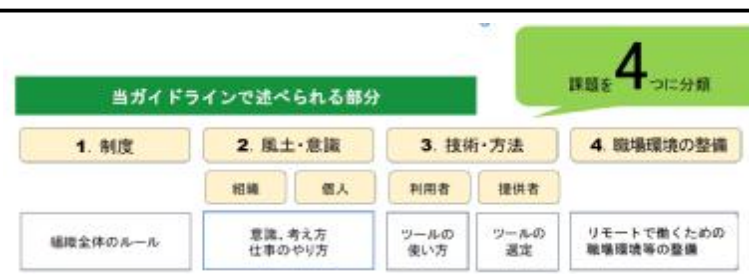 課題を4つに分類
当ガイドラインで述べられる部分
1. 制度
2. 風土・意識
3. 技術・方法
4. 職場環境の整備
組織
個人
利用者
提供者
組織全体のルール
意識、考え方
仕事のやり方
ツールの
使い方
ツールの
選定
リモートで働くための
職場環境等の整備